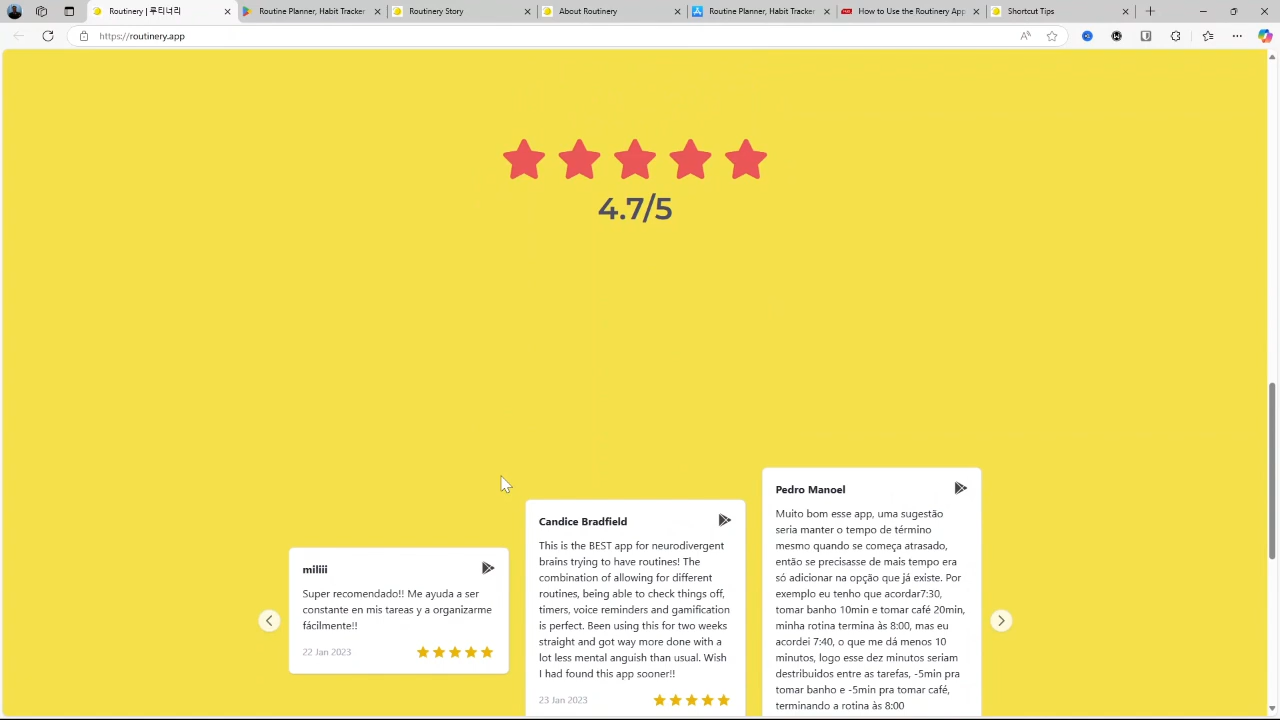 Routinery | 루티너리
Routine Planner, Habit Tracker
Routinery Story
About Routinery
Routine Planner, Habit Tracker
How to Use the Routinery App
Shortcut Tips
https://routinery.app
4.7/5
miliii
Super recomendado!! Me ayuda a ser
constante en mis tareas y a organizarme
fácilmente!!
22 Jan 2023
Candice Bradfield
This is the BEST app for neurodivergent
brains trying to have routines! The
combination of allowing for different
routines, being able to check things off,
timers, voice reminders and gamification
is perfect. Been using this for two weeks
straight and got way more done with a
lot less mental anguish than usual. Wish
I had found this app sooner!!
23 Jan 2023
Pedro Manoel
Muito bom esse app, uma sugestão
seria manter o tempo de término
mesmo quando se começa atrasado,
então se precisasse de mais tempo era
só adicionar na opção que já existe. Por
exemplo eu tenho que acordar7:30,
tomar banho 10min e tomar café 20min,
minha rotina termina às 8:00, mas eu
acordei 7:40, o que me dá menos 10
minutos, logo esse dez minutos seriam
destribuidos entre as tarefas, -5min pra
tomar banho e -5min pra tomar café,
terminando a rotina às 8:00